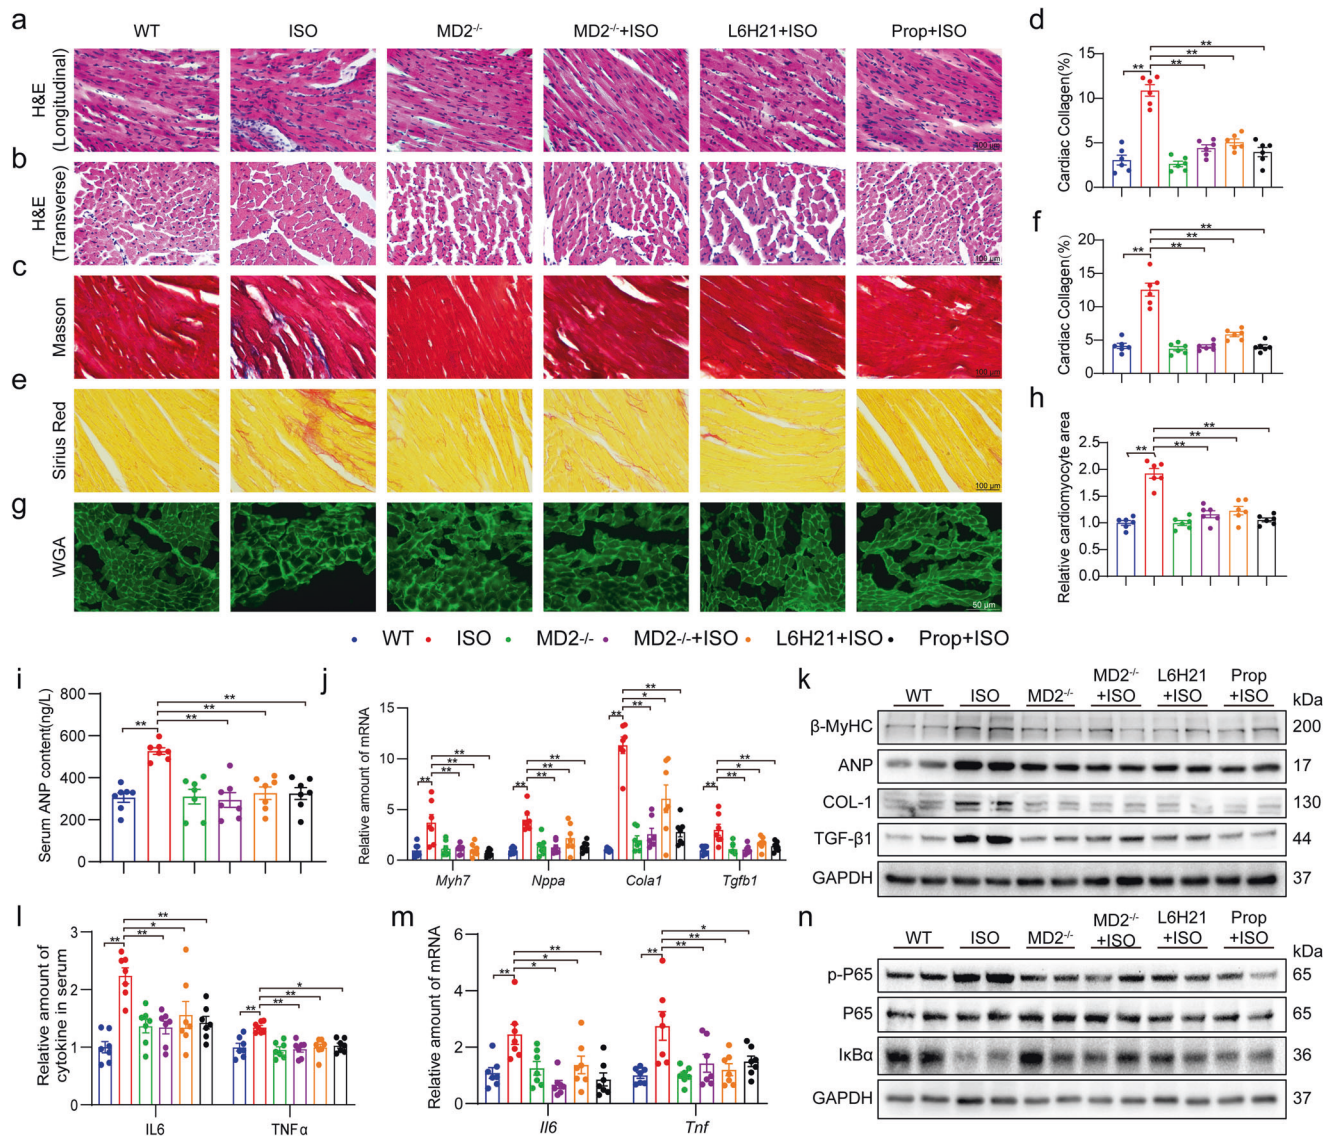 a
WT ISO MD2-/- MD2-/-+ISO L6H21+ISO Prop+ISO
H&E
(Longitudinal)
100 μm
b
H&E
(Transverse)
100 μm
c
Masson
100 μm
e
Sirius Red
100 μm
g
WGA
50 μm
d
Cardiac Collagen(%)
15
10
5
0
** ** ** **
f
Cardiac Collagen(%)
20
15
10
5
0
** ** ** **
h
Relative cardiomyocyte area
2.5
2.0
1.5
1.0
0.5
0.0
** ** ** **
WT ISO MD2-/- MD2-/-+ISO L6H21+ISO Prop+ISO
i
Serum ANP content(ng/L)
800
600
400
200
0
** ** ** **
j
Relative amount of mRNA
15
10
5
0
** ** ** **
** ** ** **
** ** * **
** ** * **
Myh7 Nppa Cola1 Tgfb1
k
WT ISO MD2-/- MD2-/-+ISO L6H21+ISO Prop+ISO kDa
β-MyHC 200
ANP 17
COL-1 130
TGF-β1 44
GAPDH 37
l
Relative amount of
cytokine in serum
3
2
1
0
** ** * **
** ** ** *
IL6 TNFα
m
Relative amount of mRNA
6
4
2
0
** * * **
** ** ** *
Il6 Tnf
n
WT ISO MD2-/- MD2-/-+ISO L6H21+ISO Prop+ISO kDa
p-P65 65
P65 65
IκBα 36
GAPDH 37